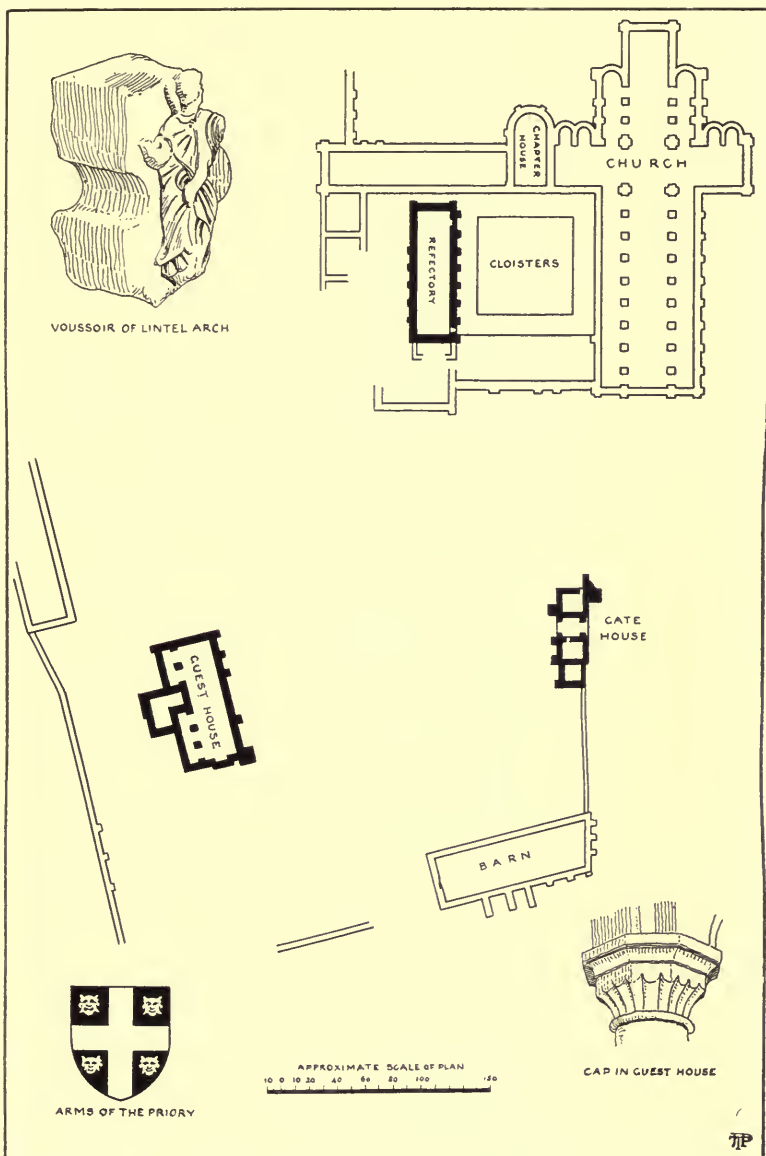 VOUSSOIR OF LINTEL ARCH
CHAPTER
HOUSE
CHURCH
REFECTORY
CLOISTERS
GATE
HOUSE
GUEST HOUSE
BARN
CAP IN GUEST HOUSE
ARMS OF THE PRIORY
APPROXIMATE SCALE OF PLAN
10 0 10 20 40 60 80 100 150